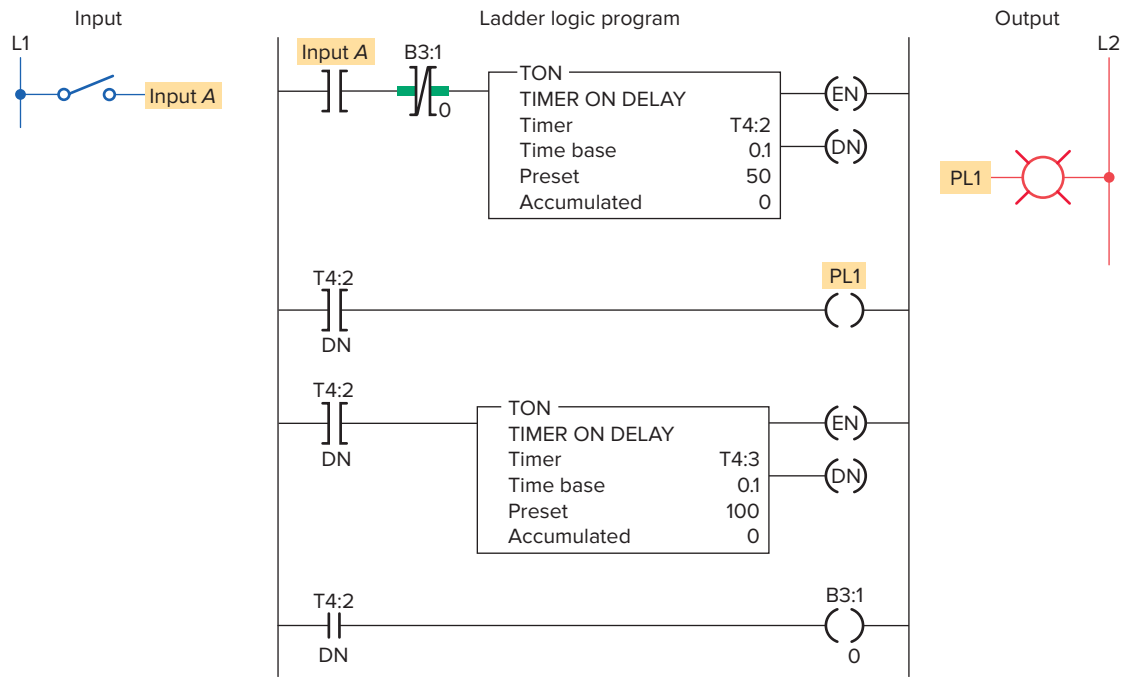 Input
Ladder logic program
Output
L1
L2
Input A
Input A
B3:1
0
TON
TIMER ON DELAY
Timer T4:2
Time base 0.1
Preset 50
Accumulated 0
EN
DN
PL1
T4:2
DN
PL1
T4:2
DN
TON
TIMER ON DELAY
Timer T4:3
Time base 0.1
Preset 100
Accumulated 0
EN
DN
T4:2
DN
B3:1
0